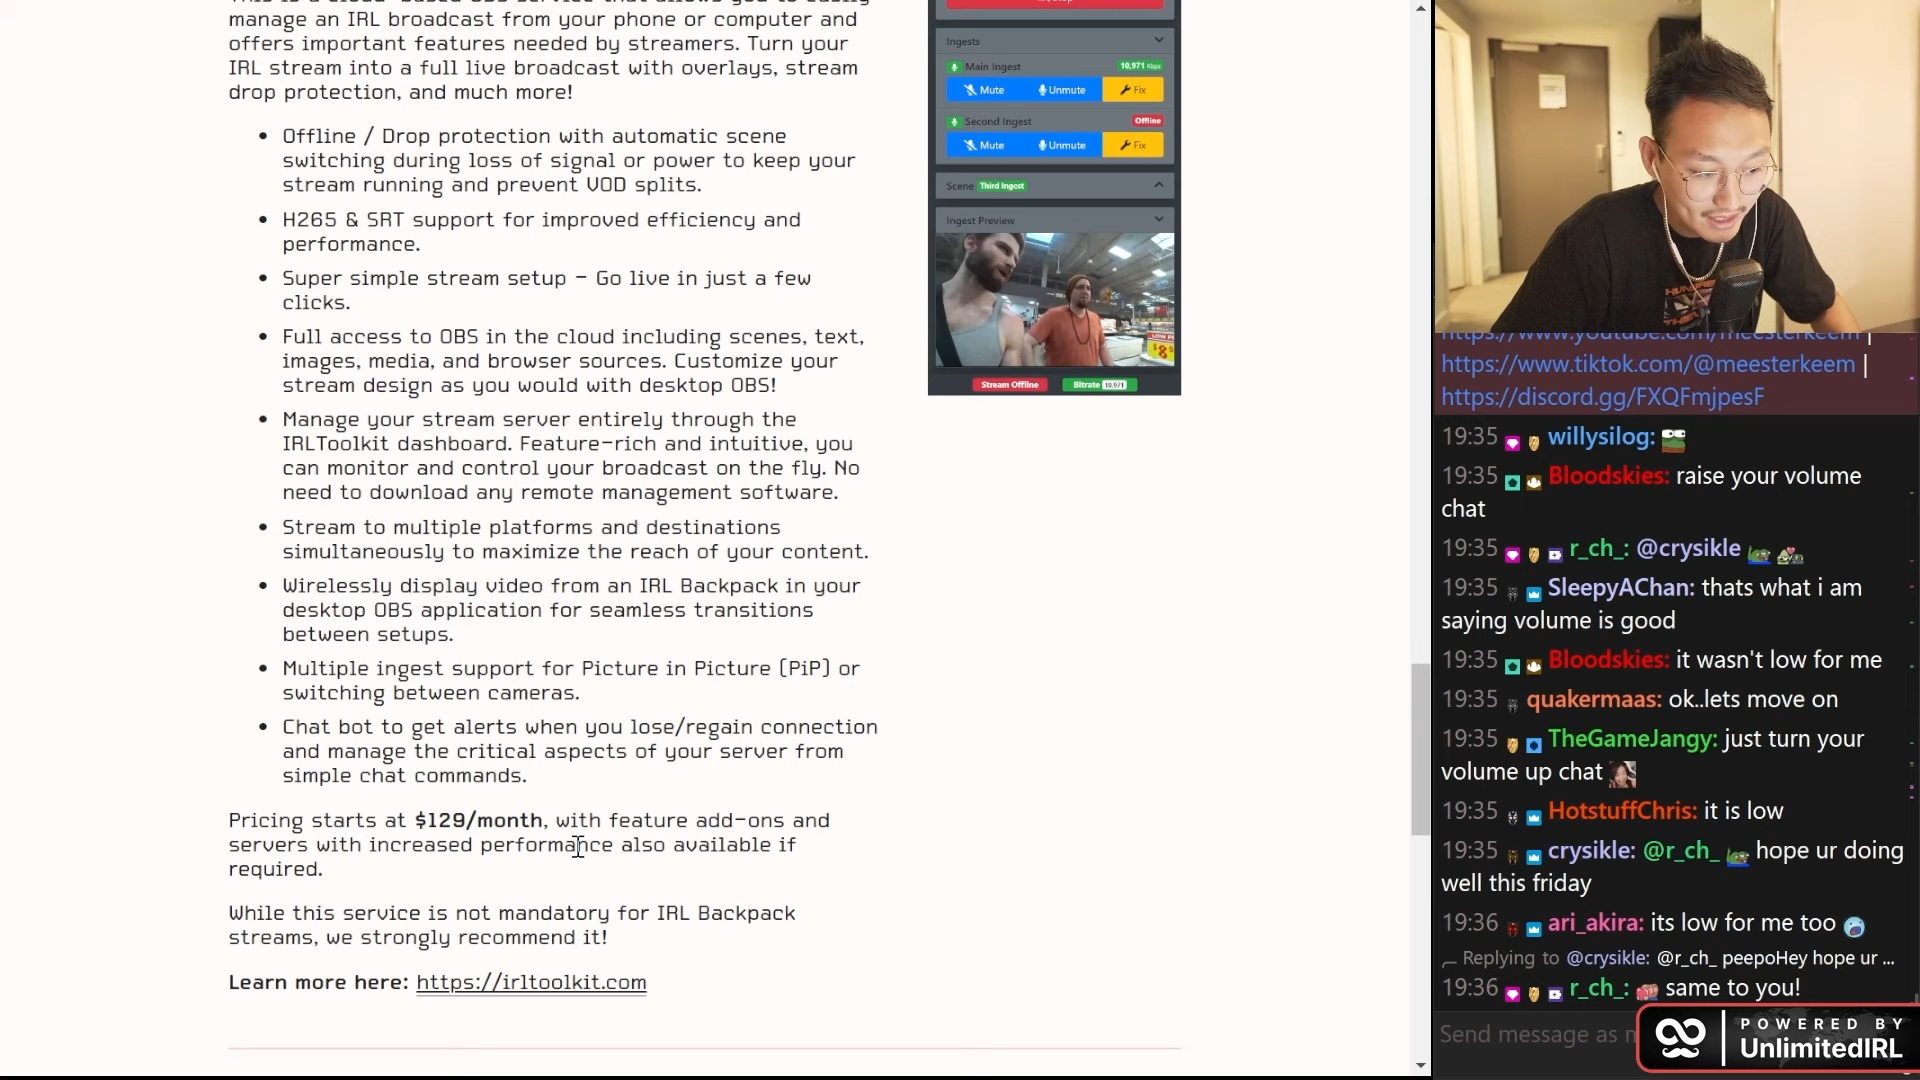 manage an IRL broadcast from your phone or computer and
offers important features needed by streamers. Turn your
IRL stream into a full live broadcast with overlays, stream
drop protection, and much more!
• Offline / Drop protection with automatic scene
switching during loss of signal or power to keep your
stream running and prevent VOD splits.
• H265 & SRT support for improved efficiency and
performance.
• Super simple stream setup – Go live in just a few
clicks.
• Full access to OBS in the cloud including scenes, text,
images, media, and browser sources. Customize your
stream design as you would with desktop OBS!
• Manage your stream server entirely through the
IRLToolkit dashboard. Feature-rich and intuitive, you
can monitor and control your broadcast on the fly. No
need to download any remote management software.
• Stream to multiple platforms and destinations
simultaneously to maximize the reach of your content.
• Wirelessly display video from an IRL Backpack in your
desktop OBS application for seamless transitions
between setups.
• Multiple ingest support for Picture in Picture (PiP) or
switching between cameras.
• Chat bot to get alerts when you lose/regain connection
and manage the critical aspects of your server from
simple chat commands.
Pricing starts at $129/month, with feature add-ons and
servers with increased performance also available if
required.
While this service is not mandatory for IRL Backpack
streams, we strongly recommend it!
Learn more here: https://irltoolkit.com
Ingests
Main Ingest 10,971 Kbps
Mute Unmute Fix
Second Ingest Offline
Mute Unmute Fix
Scene Third Ingest
Ingest Preview
Stream Offline Bitrate 10,971
https://www.youtube.com/meesterkeem |
https://www.tiktok.com/@meesterkeem |
https://discord.gg/FXQFmjpesF
19:35 willysilog:
19:35 Bloodskies: raise your volume
chat
19:35 r_ch_: @crysikle
19:35 SleepyAChan: thats what i am
saying volume is good
19:35 Bloodskies: it wasn't low for me
19:35 quakermaas: ok..lets move on
19:35 TheGameJangy: just turn your
volume up chat
19:35 HotstuffChris: it is low
19:35 crysikle: @r_ch_ hope ur doing
well this friday
19:36 ari_akira: its low for me too
Replying to @crysikle: @r_ch_ peepoHey hope ur ...
19:36 r_ch_: same to you!
Send message as
POWERED BY
UnlimitedIRL